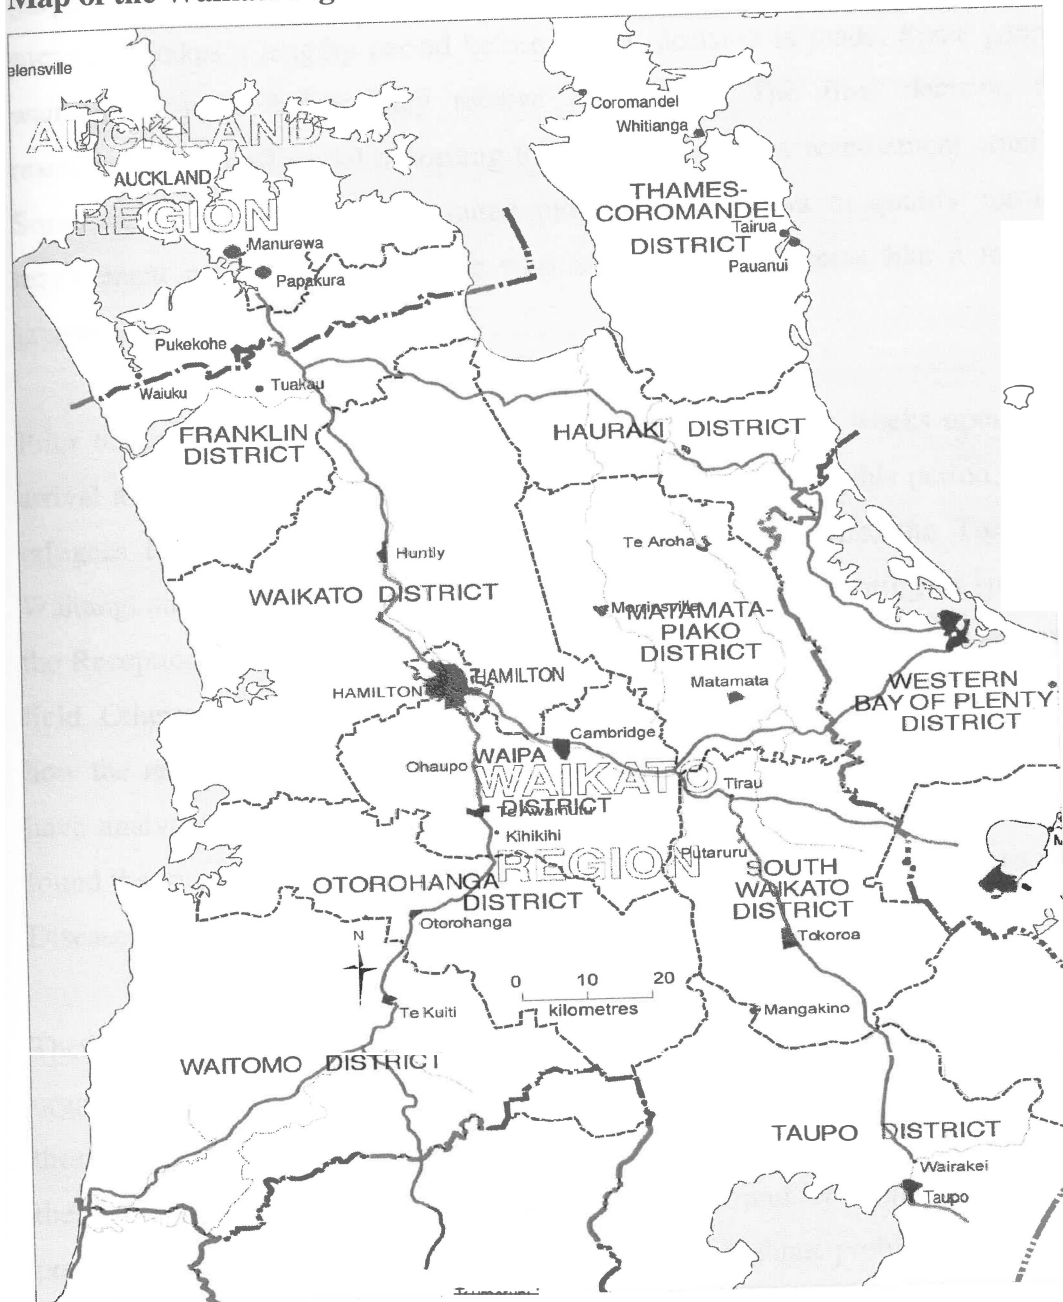 Map of the
elensville
Coromandel
Whitianga
AUCKLAND
AUCKLAND
REGION
THAMES-
COROMANDEL
DISTRICT
Tairua
Pauanui
Manurewa
Papakura
Pukekohe
Waiuku
Tuakau
FRANKLIN
DISTRICT
HAURAKI DISTRICT
Huntly
Te Aroha
WAIKATO DISTRICT
Morrinsville
MATAMATA-
PIAKO
DISTRICT
HAMILTON
HAMILTON
Matamata
WESTERN
BAY OF PLENTY
DISTRICT
Cambridge
WAIPA
Ohaupo
WAIKATO
Tirau
DISTRICT
Te Awamutu
Kihikihi
REGION
Putaruru
SOUTH
WAIKATO
DISTRICT
OTOROHANGA
DISTRICT
Otorohanga
Tokoroa
N
0 10 20
kilometres
Te Kuiti
Mangakino
WAITOMO DISTRICT
TAUPO DISTRICT
Wairakei
Taupo